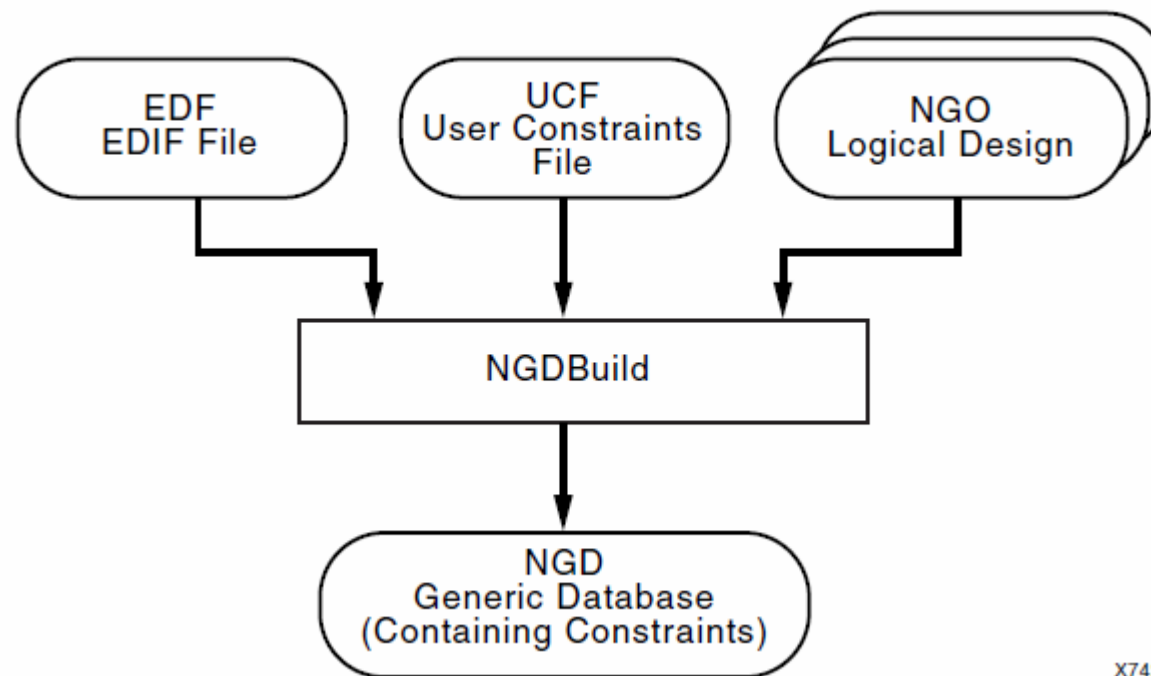 EDF
EDIF File
UCF
User Constraints
File
NGO
Logical Design
NGDBuild
NGD
Generic Database
(Containing Constraints)
X74